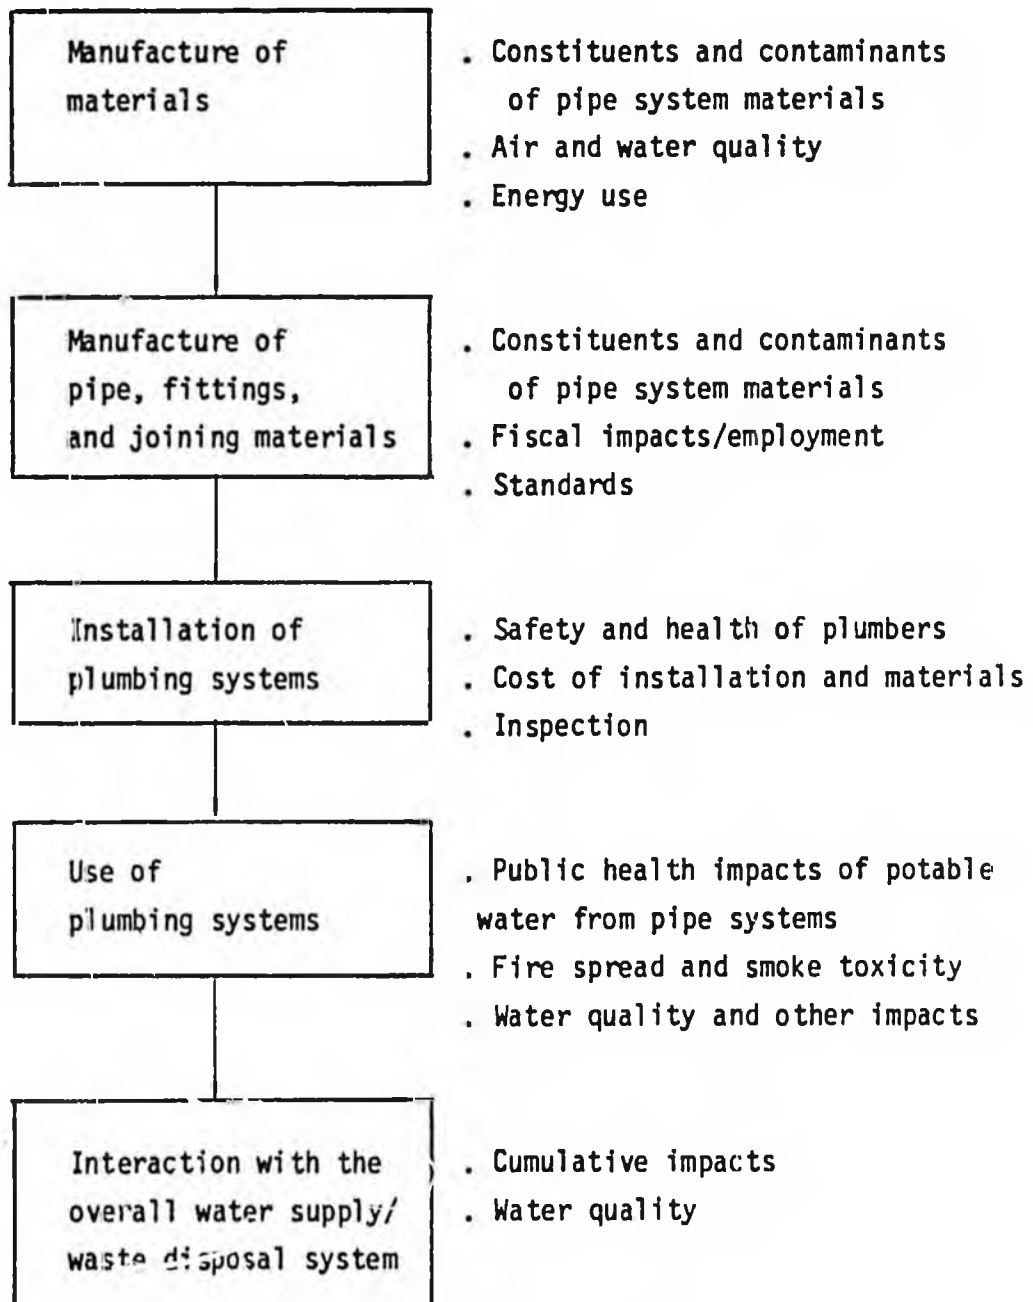 Manufacture of
materials
. Constituents and contaminants
of pipe system materials
. Air and water quality
. Energy use
Manufacture of
pipe, fittings,
and joining materials
. Constituents and contaminants
of pipe system materials
. Fiscal impacts/employment
. Standards
Installation of
plumbing systems
. Safety and health of plumbers
. Cost of installation and materials
. Inspection
Use of
plumbing systems
. Public health impacts of potable
water from pipe systems
. Fire spread and smoke toxicity
. Water quality and other impacts
Interaction with the
overall water supply/
waste disposal system
. Cumulative impacts
. Water quality